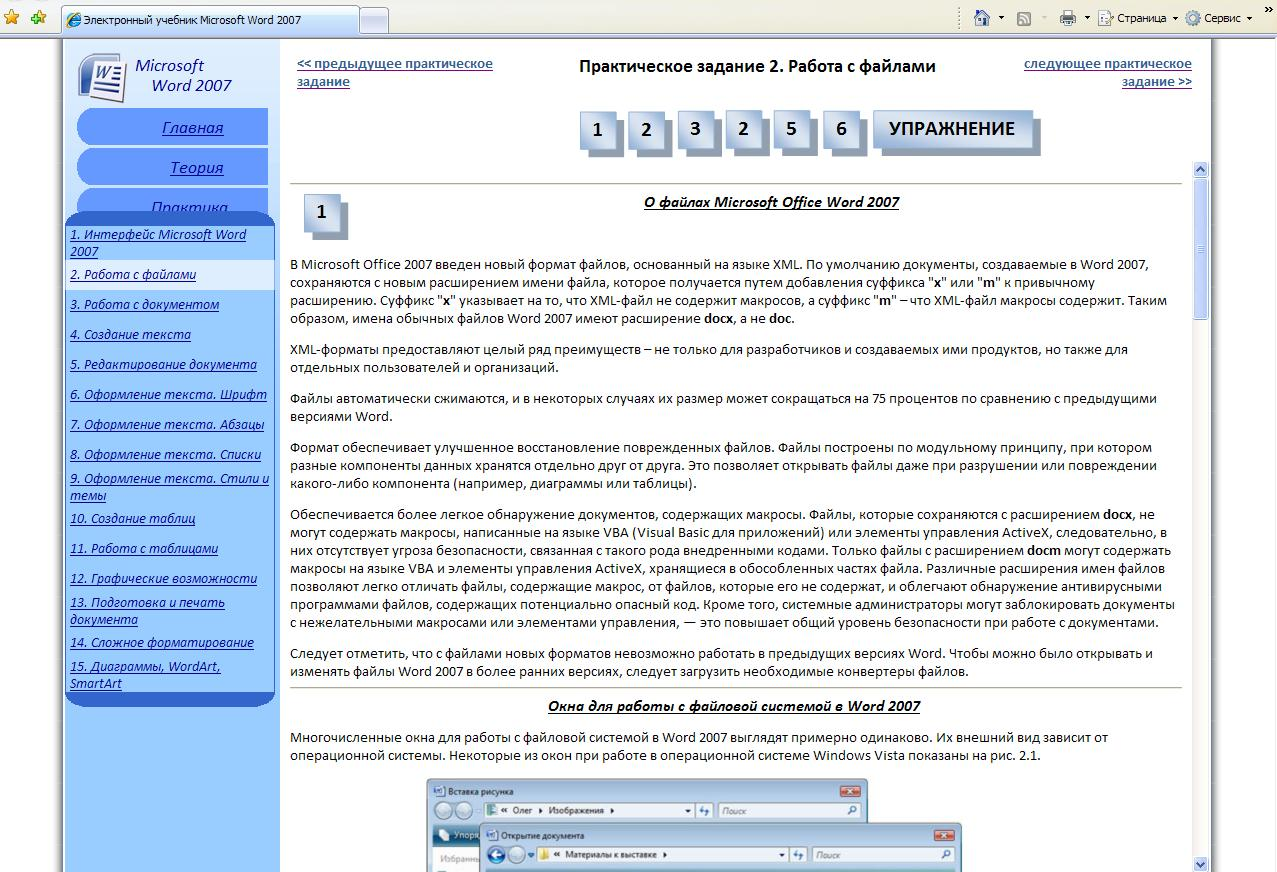 Электронный учебник Microsoft Word 2007
Страница
Сервис
»
Microsoft
Word 2007
Главная
Теория
Практика
1. Интерфейс Microsoft Word
2007
2. Работа с файлами
3. Работа с документом
4. Создание текста
5. Редактирование документа
6. Оформление текста. Шрифт
7. Оформление текста. Абзацы
8. Оформление текста. Списки
9. Оформление текста. Стили и
темы
10. Создание таблиц
11. Работа с таблицами
12. Графические возможности
13. Подготовка и печать
документа
14. Сложное форматирование
15. Диаграммы, WordArt,
SmartArt
<< предыдущее практическое
задание
Практическое задание 2. Работа с файлами
следующее практическое
задание >>
1 2 3 2 5 6 УПРАЖНЕНИЕ
1
О файлах Microsoft Office Word 2007
В Microsoft Office 2007 введен новый формат файлов, основанный на языке XML. По умолчанию документы, создаваемые в Word 2007,
сохраняются с новым расширением имени файла, которое получается путем добавления суффикса "x" или "m" к привычному
расширению. Суффикс "x" указывает на то, что XML-файл не содержит макросов, а суффикс "m" – что XML-файл макросы содержит. Таким
образом, имена обычных файлов Word 2007 имеют расширение docx, а не doc.
XML-форматы предоставляют целый ряд преимуществ – не только для разработчиков и создаваемых ими продуктов, но также для
отдельных пользователей и организаций.
Файлы автоматически сжимаются, и в некоторых случаях их размер может сокращаться на 75 процентов по сравнению с предыдущими
версиями Word.
Формат обеспечивает улучшенное восстановление поврежденных файлов. Файлы построены по модульному принципу, при котором
разные компоненты данных хранятся отдельно друг от друга. Это позволяет открывать файлы даже при разрушении или повреждении
какого-либо компонента (например, диаграммы или таблицы).
Обеспечивается более легкое обнаружение документов, содержащих макросы. Файлы, которые сохраняются с расширением docx, не
могут содержать макросы, написанные на языке VBA (Visual Basic для приложений) или элементы управления ActiveX, следовательно, в
них отсутствует угроза безопасности, связанная с такого рода внедренными кодами. Только файлы с расширением docm могут содержать
макросы на языке VBA и элементы управления ActiveX, хранящиеся в обособленных частях файла. Различные расширения имен файлов
позволяют легко отличать файлы, содержащие макрос, от файлов, которые его не содержат, и облегчают обнаружение антивирусными
программами файлов, содержащих потенциально опасный код. Кроме того, системные администраторы могут заблокировать документы
с нежелательными макросами или элементами управления, — это повышает общий уровень безопасности при работе с документами.
Следует отметить, что с файлами новых форматов невозможно работать в предыдущих версиях Word. Чтобы можно было открывать и
изменять файлы Word 2007 в более ранних версиях, следует загрузить необходимые конвертеры файлов.
Окна для работы с файловой системой в Word 2007
Многочисленные окна для работы с файловой системой в Word 2007 выглядят примерно одинаково. Их внешний вид зависит от
операционной системы. Некоторые из окон при работе в операционной системе Windows Vista показаны на рис. 2.1.
Вставка рисунка
« Олег Изображения Поиск
Упоря
Открытие документа
Избранны
« Материалы к выставке Поиск